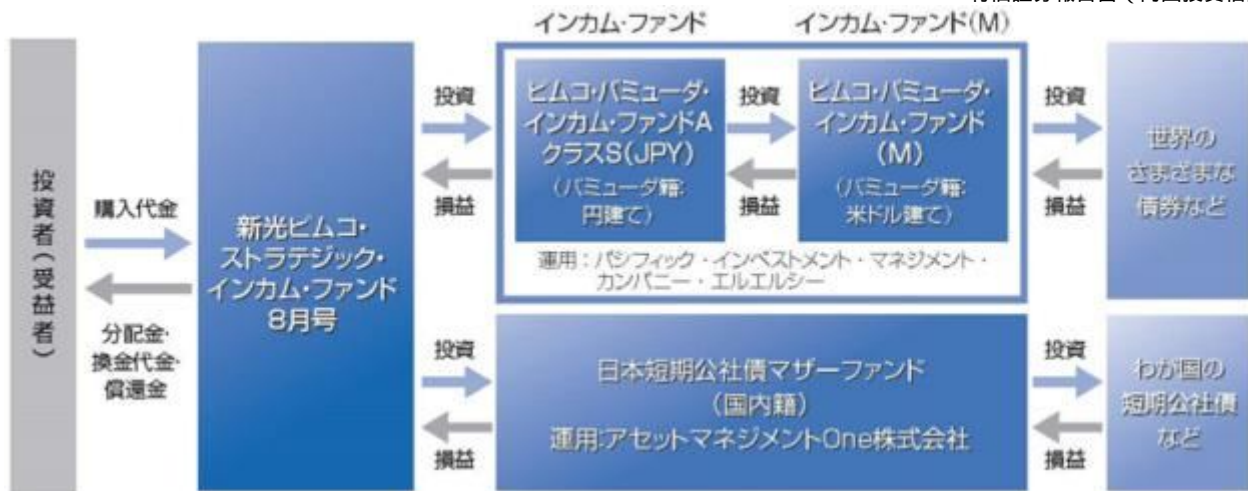 インカム・ファンド
インカム・ファンド(M)
投資者(受益者)
購入代金
分配金・
換金代金・
償還金
新光ピムコ・
ストラテジック・
インカム・ファンド
8月号
投資
損益
ピムコ・バミューダ・
インカム・ファンドA
クラスS(JPY)
(バミューダ籍:
円建て)
投資
損益
ピムコ・バミューダ・
インカム・ファンド
(M)
(バミューダ籍:
米ドル建て)
運用:パシフィック・インベストメント・マネジメント・
カンパニー・エルエルシー
投資
損益
世界の
さまざまな
債券など
投資
損益
日本短期公社債マザーファンド
(国内籍)
運用:アセットマネジメントOne株式会社
投資
損益
わが国の
短期公社債
など